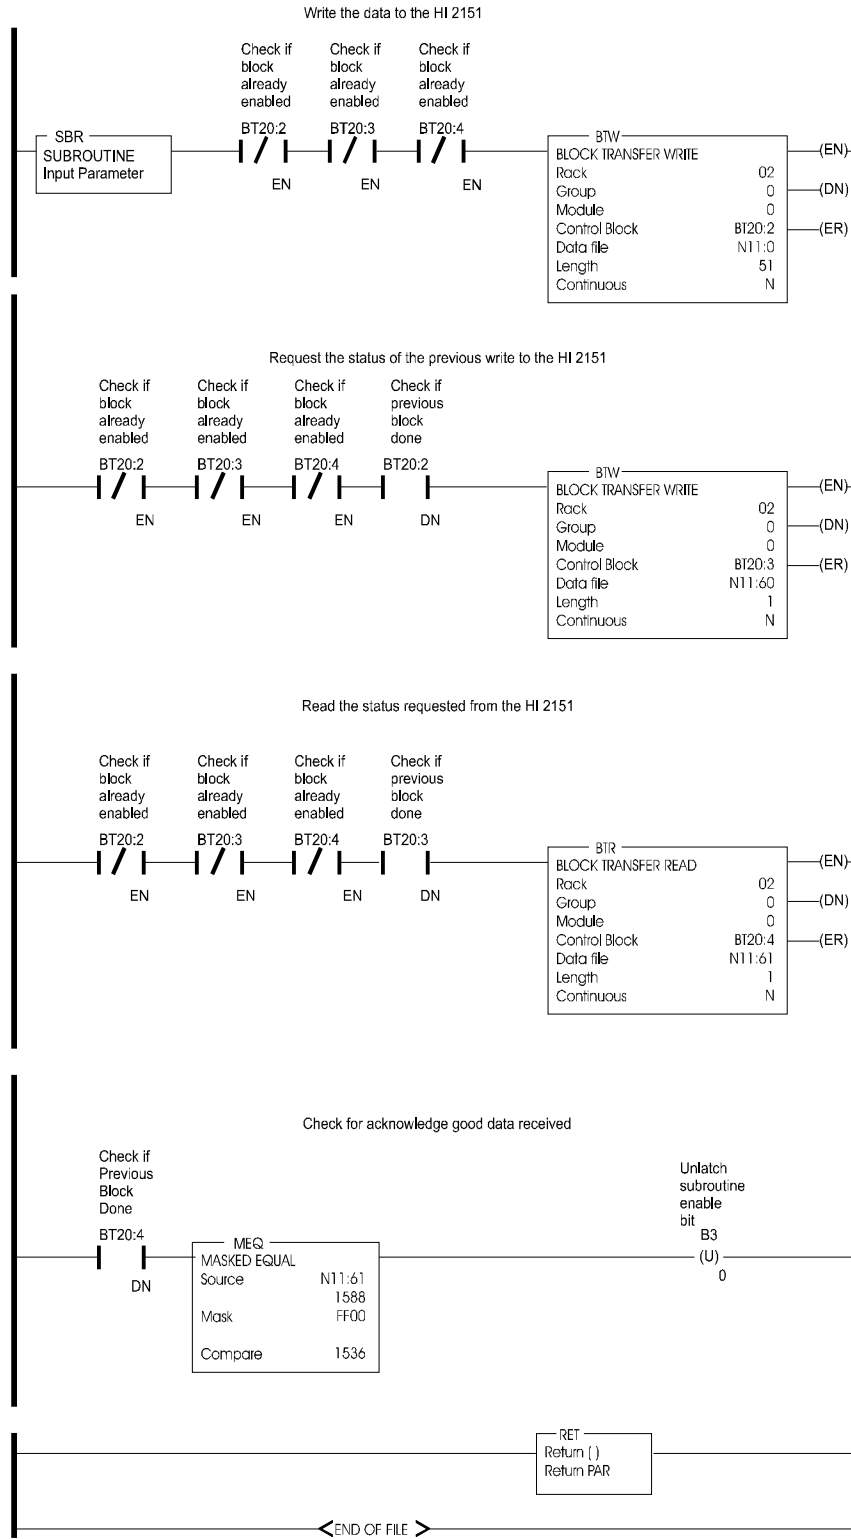 Write the data to the HI 2151
Check if Check if Check if
block block block
already already already
enabled enabled enabled
BT20:2 BT20:3 BT20:4
SBR
SUBROUTINE
Input Parameter
EN EN EN
BTW
BLOCK TRANSFER WRITE (EN)
Rack 02
Group 0 (DN)
Module 0
Control Block BT20:2 (ER)
Data file N11:0
Length 51
Continuous N
Request the status of the previous write to the HI 2151
Check if Check if Check if Check if
block block block previous
already already already block
enabled enabled enabled done
BT20:2 BT20:3 BT20:4 BT20:2
EN EN EN DN
BTW
BLOCK TRANSFER WRITE (EN)
Rack 02
Group 0 (DN)
Module 0
Control Block BT20:3 (ER)
Data file N11:60
Length 1
Continuous N
Read the status requested from the HI 2151
Check if Check if Check if Check if
block block block previous
already already already block
enabled enabled enabled done
BT20:2 BT20:3 BT20:4 BT20:3
EN EN EN DN
BTR
BLOCK TRANSFER READ (EN)
Rack 02
Group 0 (DN)
Module 0
Control Block BT20:4 (ER)
Data file N11:61
Length 1
Continuous N
Check for acknowledge good data received
Check if
Previous
Block
Done
BT20:4
DN
MEQ
MASKED EQUAL
Source N11:61
1588
Mask FF00
Compare 1536
Unlatch
subroutine
enable
bit
B3
(U)
0
RET
Return ( )
Return PAR
<END OF FILE>